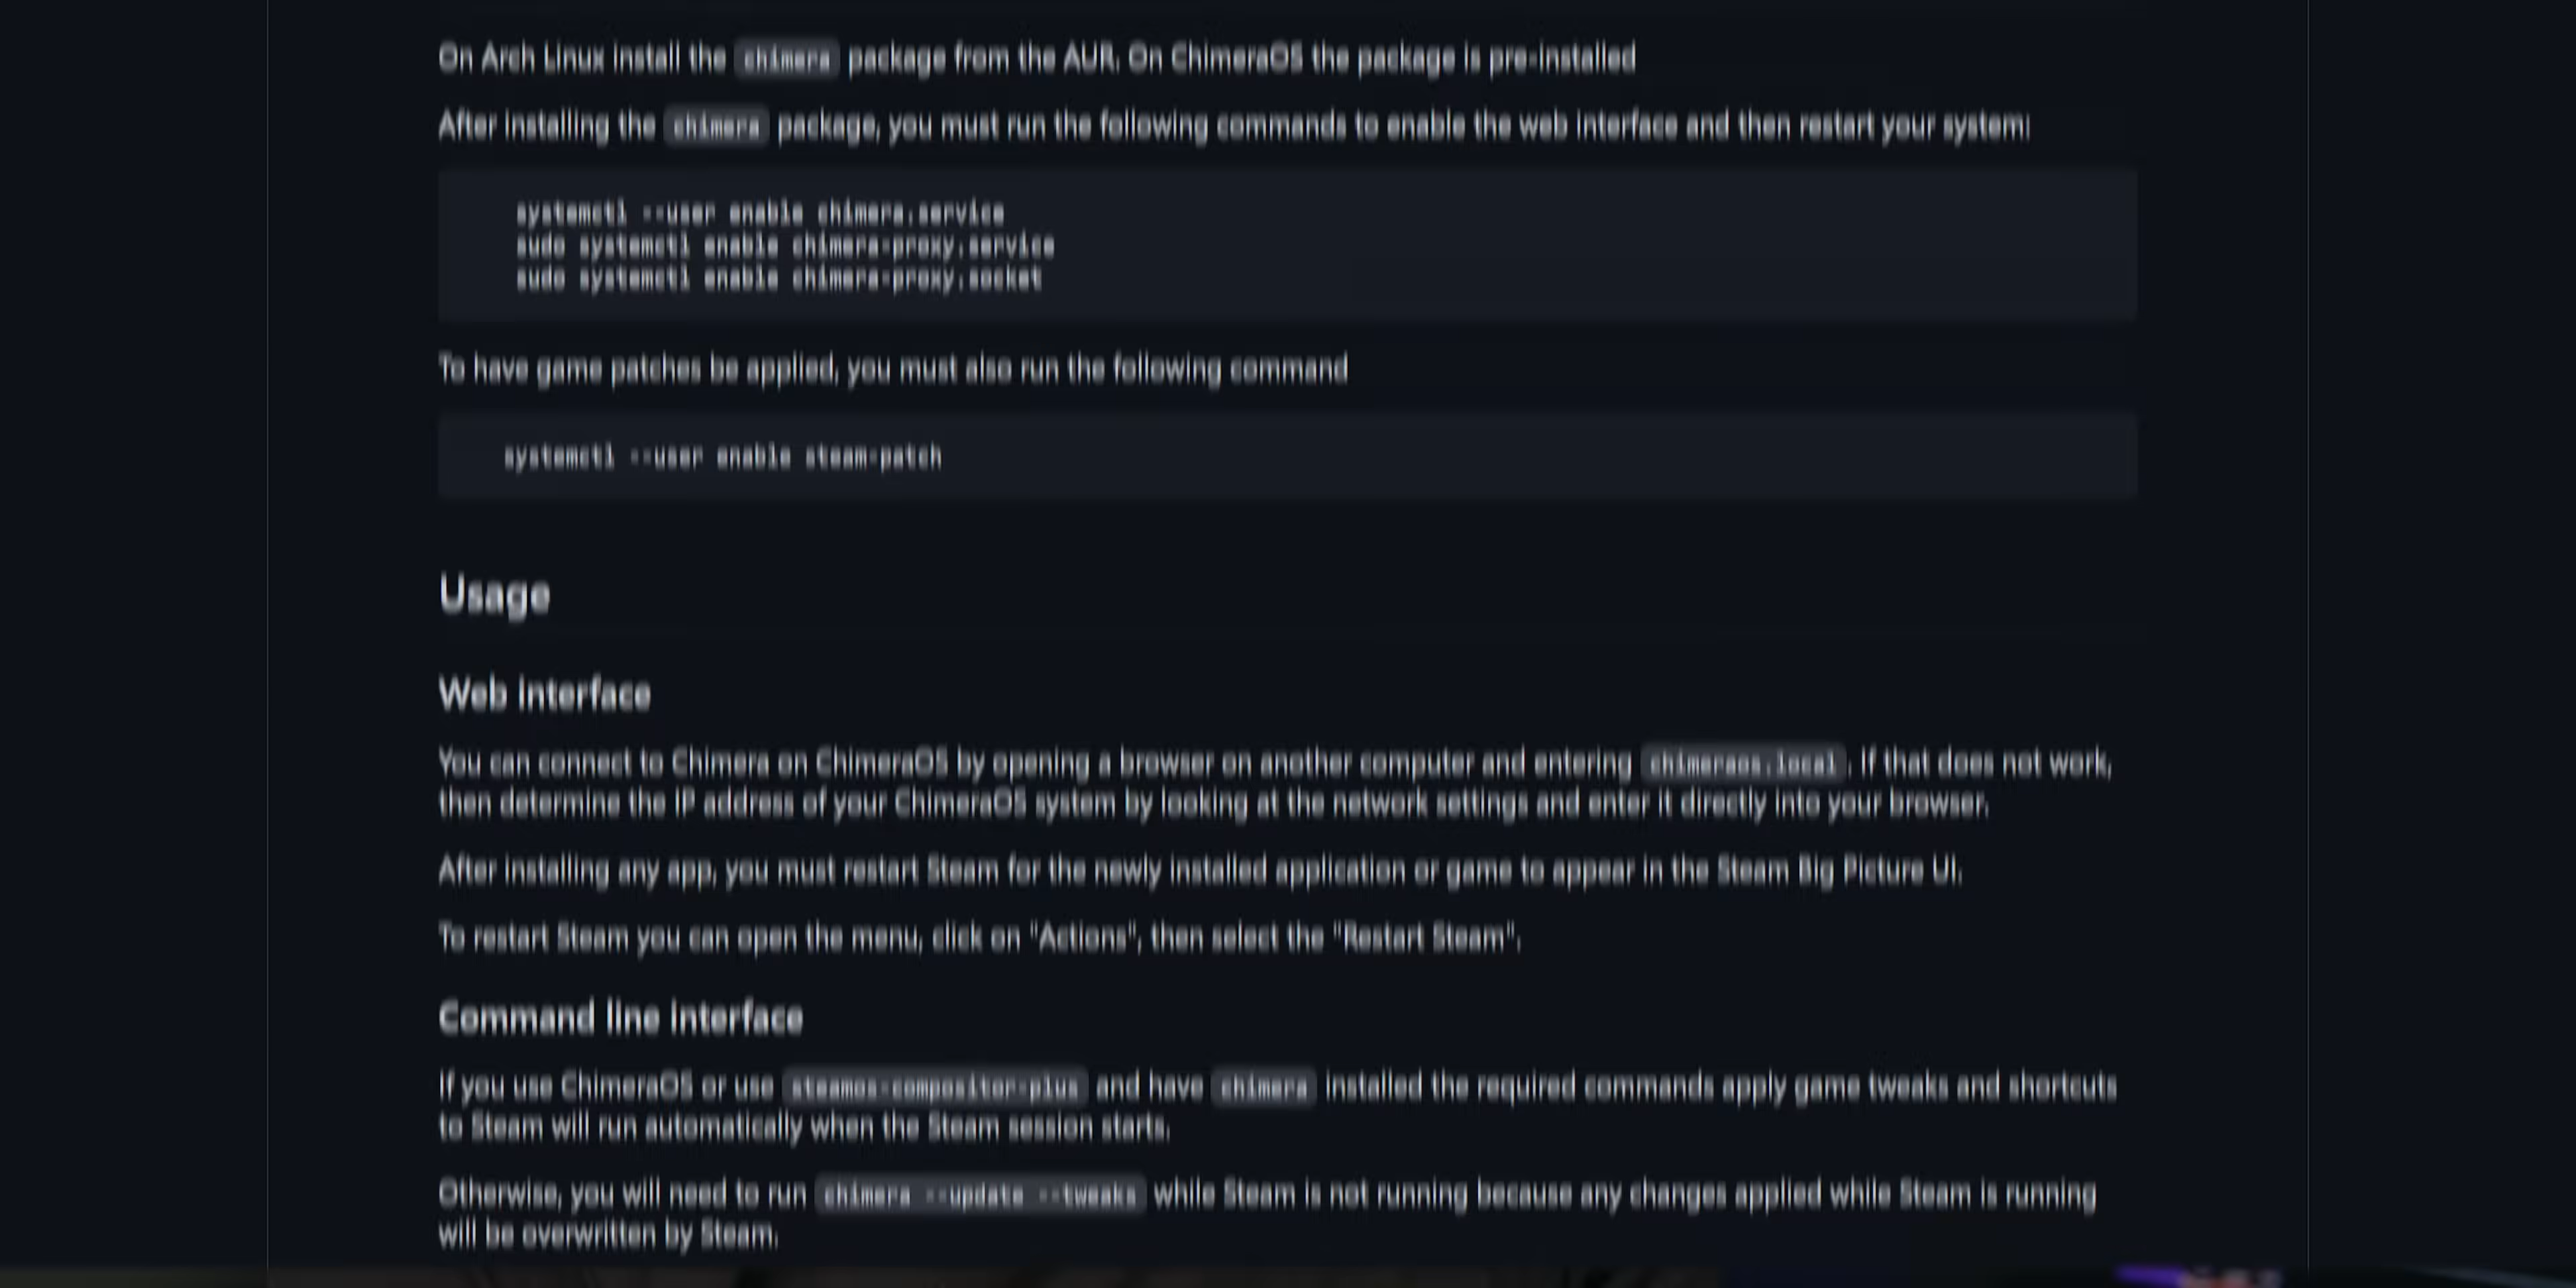 On Arch Linux install the chimera package from the AUR. On ChimeraOS the package is pre-installed
After installing the chimera package, you must run the following commands to enable the web interface and then restart your system:
systemctl --user enable chimera.service
sudo systemctl enable chimera-proxy.service
sudo systemctl enable chimera-proxy.socket
To have game patches be applied, you must also run the following command
systemctl --user enable steam-patch
Usage
Web interface
You can connect to Chimera on ChimeraOS by opening a browser on another computer and entering chimeraos.local. If that does not work,
then determine the IP address of your ChimeraOS system by looking at the network settings and enter it directly into your browser.
After installing any app, you must restart Steam for the newly installed application or game to appear in the Steam Big Picture UI.
To restart Steam you can open the menu, click on "Actions", then select the "Restart Steam".
Command line interface
If you use ChimeraOS or use steamos-compositor-plus and have chimera installed the required commands apply game tweaks and shortcuts
to Steam will run automatically when the Steam session starts.
Otherwise, you will need to run chimera --update --tweaks while Steam is not running because any changes applied while Steam is running
will be overwritten by Steam.